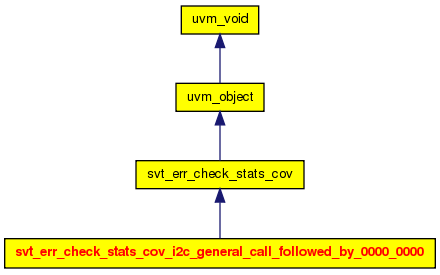 uvm_void
uvm_object
svt_err_check_stats_cov
svt_err_check_stats_cov_i2c_general_call_followed_by_0000_0000